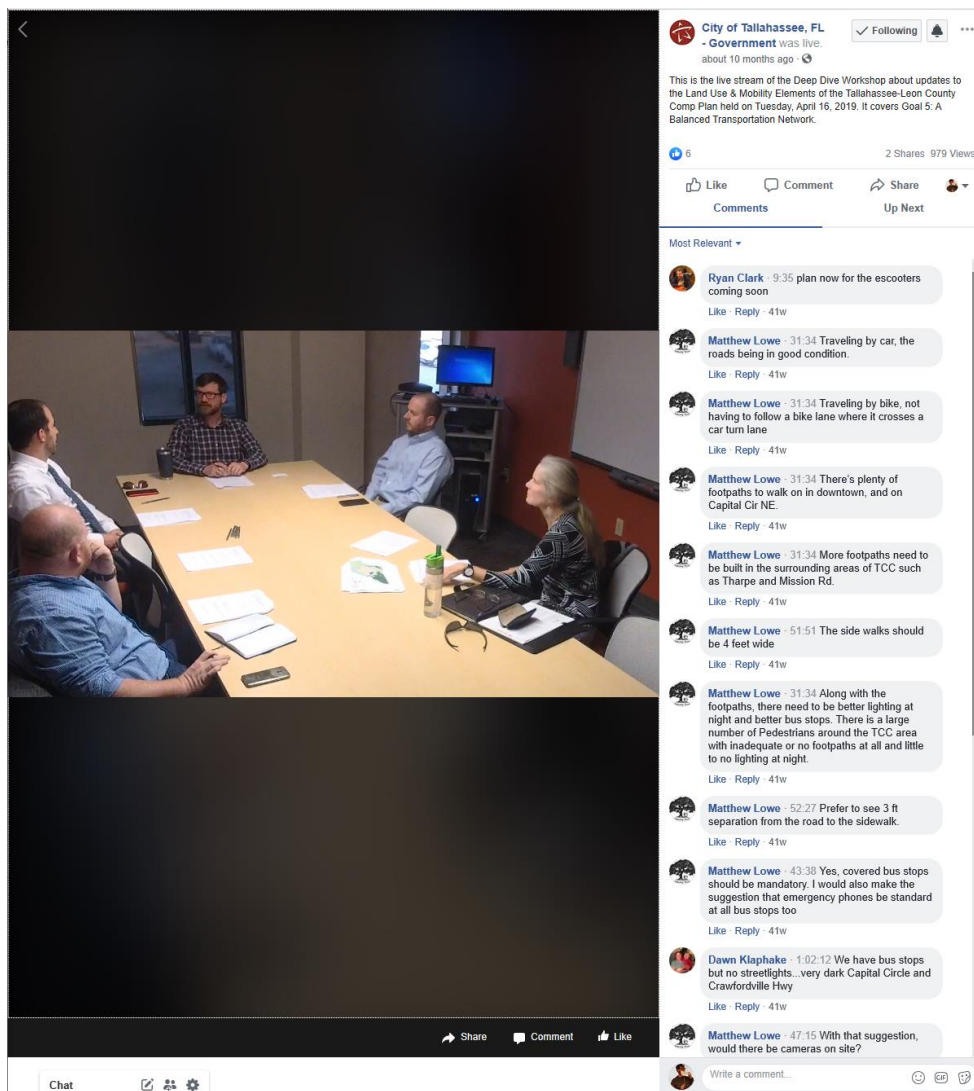 City of Tallahassee, FL
- Government was live.
about 10 months ago ·
Following
This is the live stream of the Deep Dive Workshop about updates to
the Land Use & Mobility Elements of the Tallahassee-Leon County
Comp Plan held on Tuesday, April 16, 2019. It covers Goal 5: A
Balanced Transportation Network.
6
2 Shares 979 Views
Like Comment Share
Comments Up Next
Most Relevant
Ryan Clark · 9:35 plan now for the escooters
coming soon
Like · Reply · 41w
Matthew Lowe · 31:34 Traveling by car, the
roads being in good condition.
Like · Reply · 41w
Matthew Lowe · 31:34 Traveling by bike, not
having to follow a bike lane where it crosses a
car turn lane
Like · Reply · 41w
Matthew Lowe · 31:34 There's plenty of
footpaths to walk on in downtown, and on
Capital Cir NE.
Like · Reply · 41w
Matthew Lowe · 31:34 More footpaths need to
be built in the surrounding areas of TCC such
as Tharpe and Mission Rd.
Like · Reply · 41w
Matthew Lowe · 51:51 The side walks should
be 4 feet wide
Like · Reply · 41w
Matthew Lowe · 31:34 Along with the
footpaths, there need to be better lighting at
night and better bus stops. There is a large
number of Pedestrians around the TCC area
with inadequate or no footpaths at all and little
to no lighting at night.
Like · Reply · 41w
Matthew Lowe · 52:27 Prefer to see 3 ft
separation from the road to the sidewalk.
Like · Reply · 41w
Matthew Lowe · 43:38 Yes, covered bus stops
should be mandatory. I would also make the
suggestion that emergency phones be standard
at all bus stops too
Like · Reply · 41w
Dawn Klaphake · 1:02:12 We have bus stops
but no streetlights...very dark Capital Circle and
Crawfordville Hwy
Like · Reply · 41w
Matthew Lowe · 47:15 With that suggestion,
would there be cameras on site?
Write a comment...
GIF
Share Comment Like
Chat